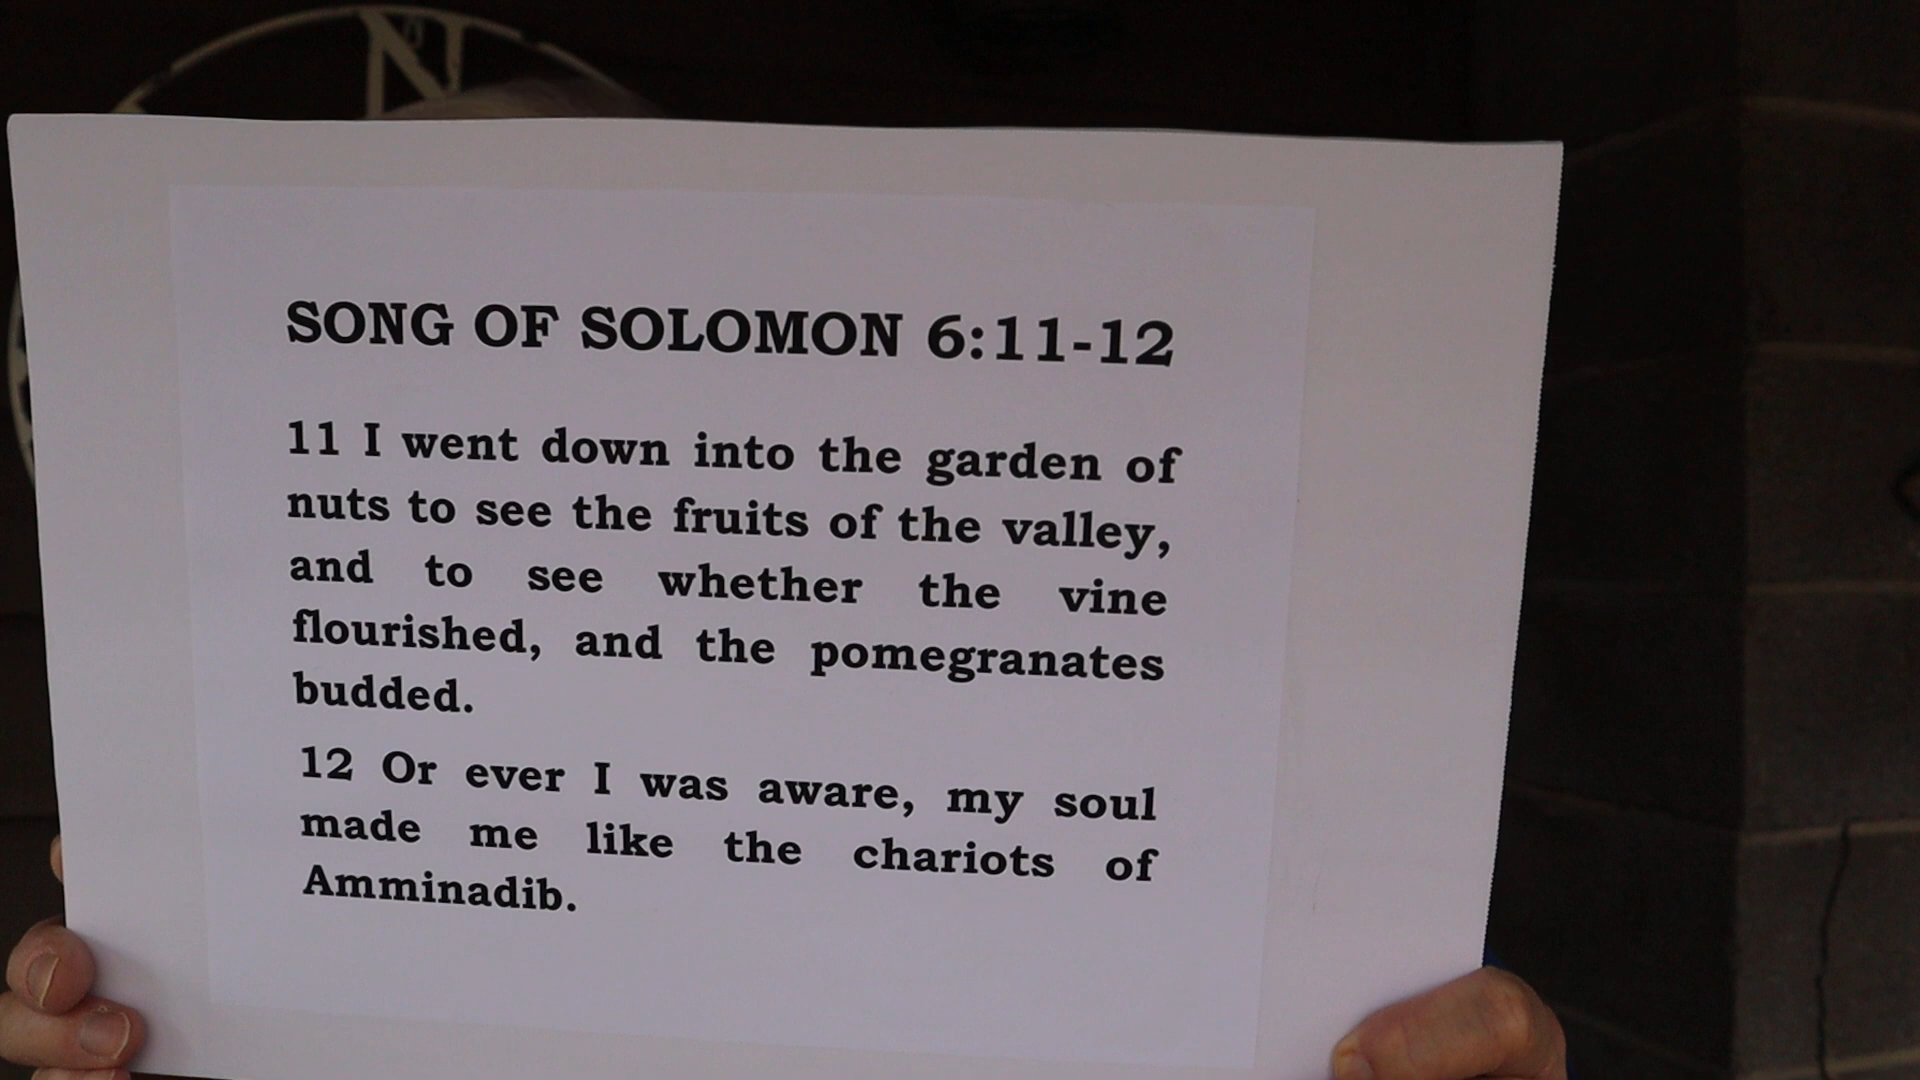 N
SONG OF SOLOMON 6:11-12
11 I went down into the garden of
nuts to see the fruits of the valley,
and to see whether the vine
flourished, and the pomegranates
budded.
12 Or ever I was aware, my soul
made me like the chariots of
Amminadib.